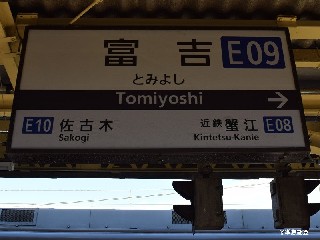 富吉 E09
とみよし
Tomiyoshi →
E10 佐古木 近鉄蟹江 E08
Sakogi Kintetsu-Kanie